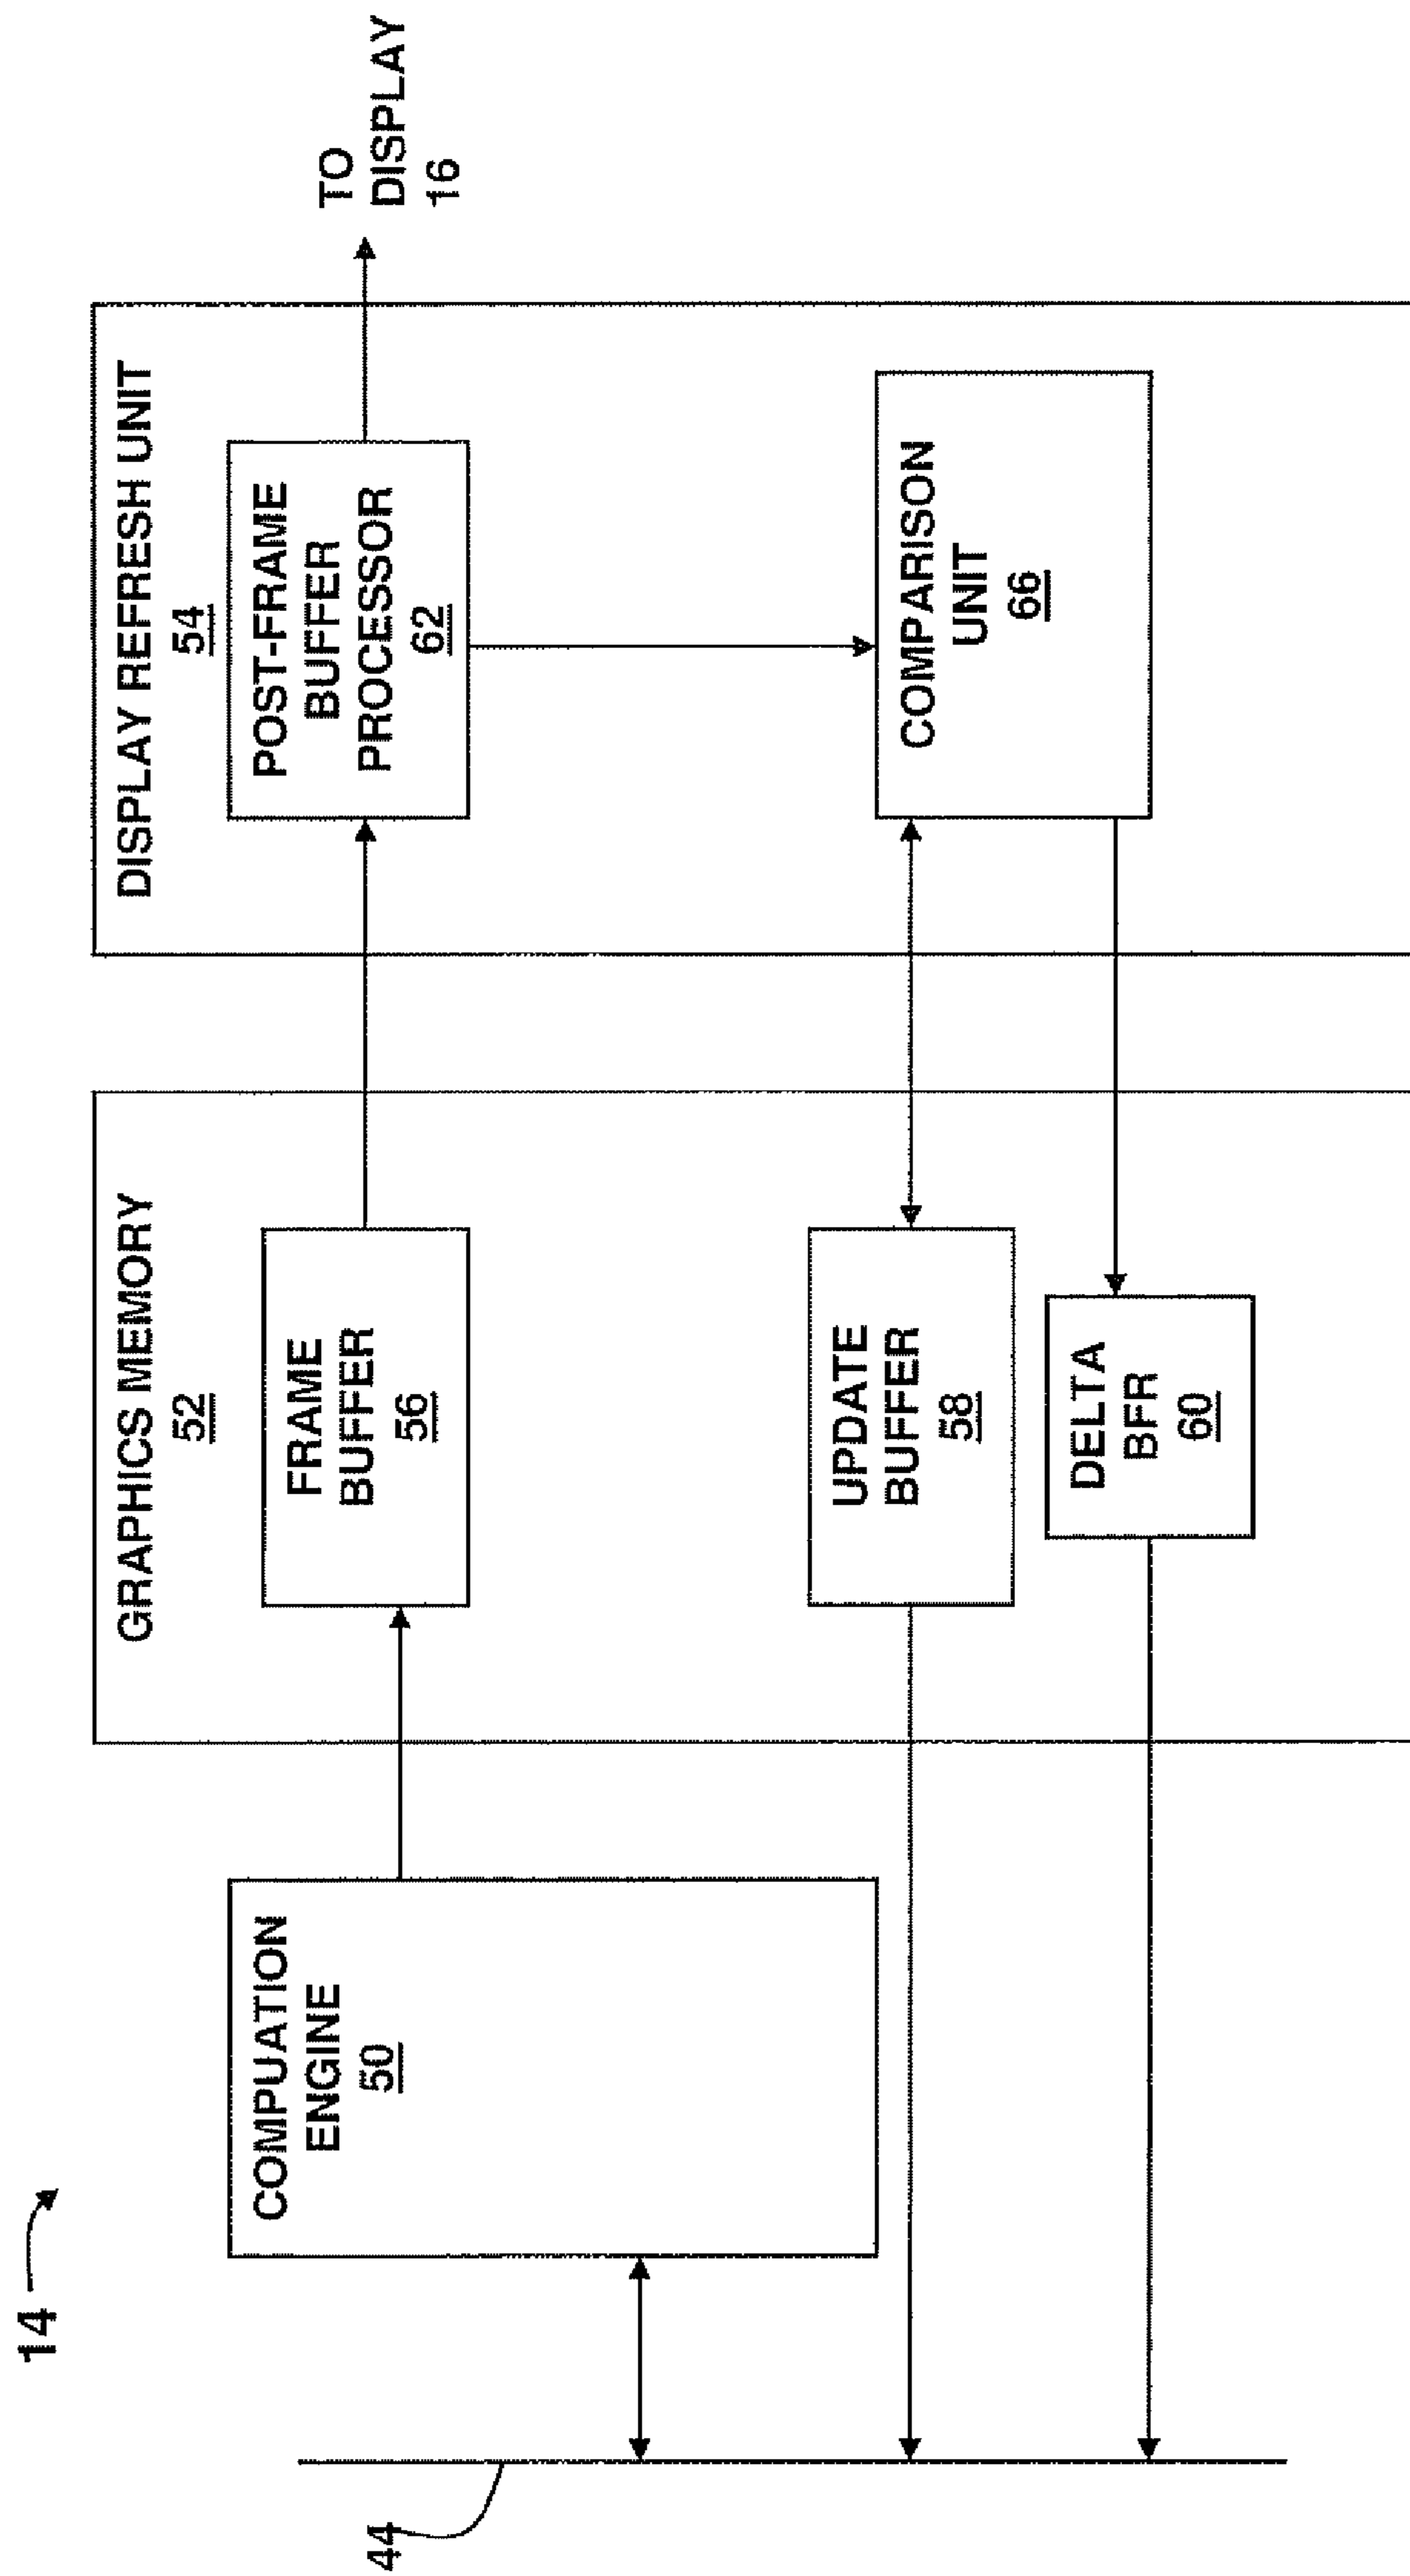 14
44
COMPUATION
ENGINE
50
GRAPHICS MEMORY
52
FRAME
BUFFER
56
UPDATE
BUFFER
58
DELTA
BFR
60
DISPLAY REFRESH UNIT
54
POST-FRAME
BUFFER
PROCESSOR
62
COMPARISON
UNIT
66
TO
DISPLAY
16